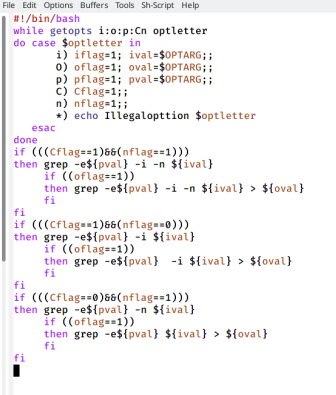 File Edit Options Buffers Tools Sh-Script Help
#!/bin/bash
while getopts i:o:p:Cn optletter
do case $optletter in
       i) iflag=1; ival=$OPTARG;;
       O) oflag=1; oval=$OPTARG;;
       p) pflag=1; pval=$OPTARG;;
       C) Cflag=1;;
       n) nflag=1;;
       *) echo Illegalopttion $optletter
   esac
done
if (((Cflag==1)&&(nflag==1)))
then grep -e${pval} -i -n ${ival}
     if ((oflag==1))
     then grep -e${pval} -i -n ${ival} > ${oval}
     fi
fi
if (((Cflag==1)&&(nflag==0)))
then grep -e${pval} -i ${ival}
     if ((oflag==1))
     then grep -e${pval}  -i ${ival} > ${oval}
     fi
fi
if (((Cflag==0)&&(nflag==1)))
then grep -e${pval} -n ${ival}
     if ((oflag==1))
     then grep -e${pval} ${ival} > ${oval}
     fi
fi